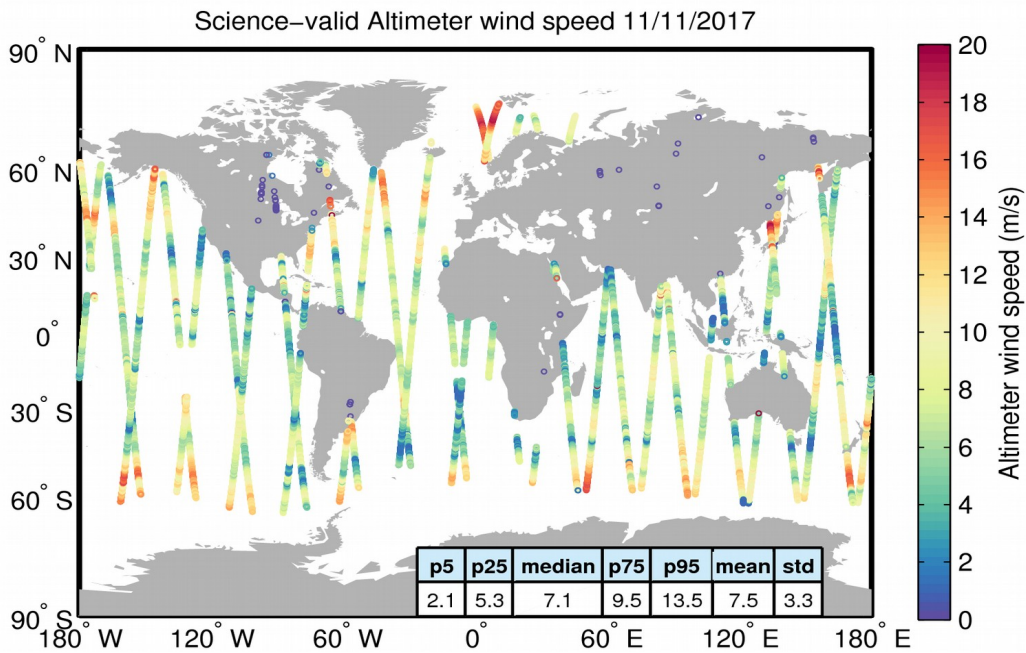 Science−valid Altimeter wind speed 11/11/2017
90° N
60° N
30° N
0°
30° S
60° S
90° S
180° W
120° W
60° W
0°
60° E
120° E
180° E
p5 p25 median p75 p95 mean std
2.1 5.3 7.1 9.5 13.5 7.5 3.3
20
18
16
14
12
10
8
6
4
2
0
Altimeter wind speed (m/s)